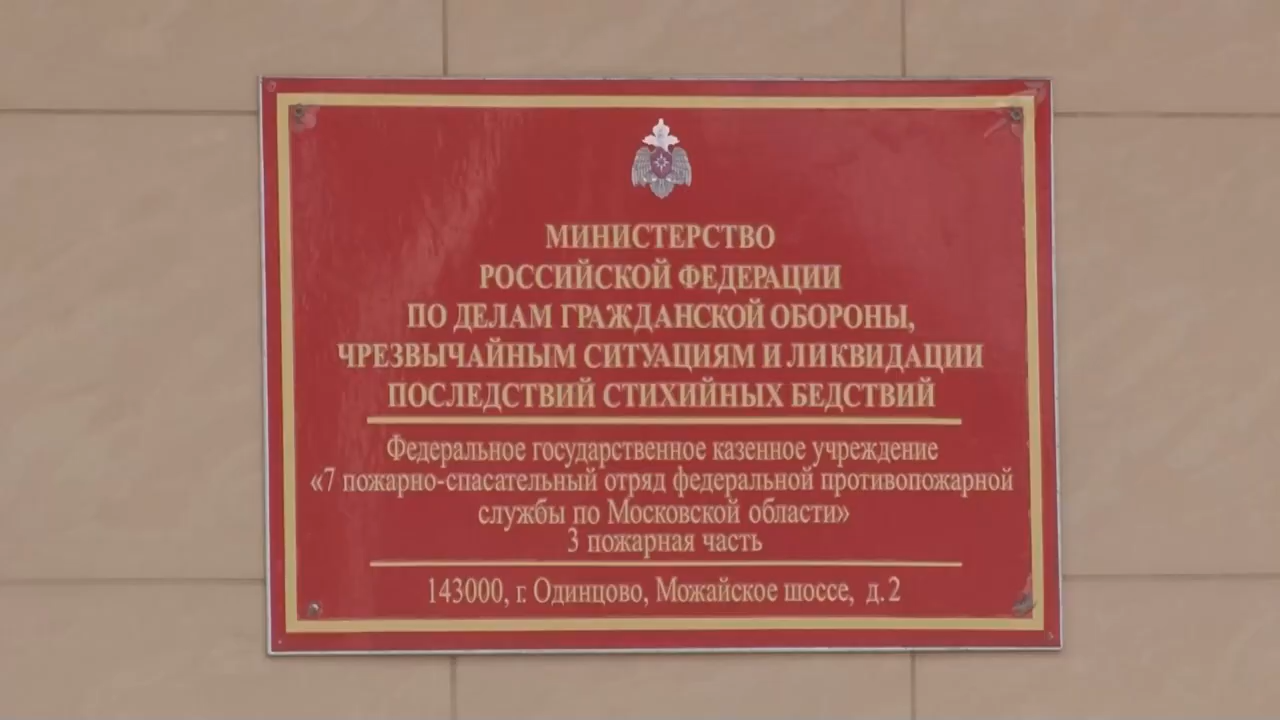 МИНИСТЕРСТВО
РОССИЙСКОЙ ФЕДЕРАЦИИ
ПО ДЕЛАМ ГРАЖДАНСКОЙ ОБОРОНЫ,
ЧРЕЗВЫЧАЙНЫМ СИТУАЦИЯМ И ЛИКВИДАЦИИ
ПОСЛЕДСТВИЙ СТИХИЙНЫХ БЕДСТВИЙ
Федеральное государственное казенное учреждение
«7 пожарно-спасательный отряд федеральной противопожарной
службы по Московской области»
3 пожарная часть
143000, г. Одинцово, Можайское шоссе, д. 2